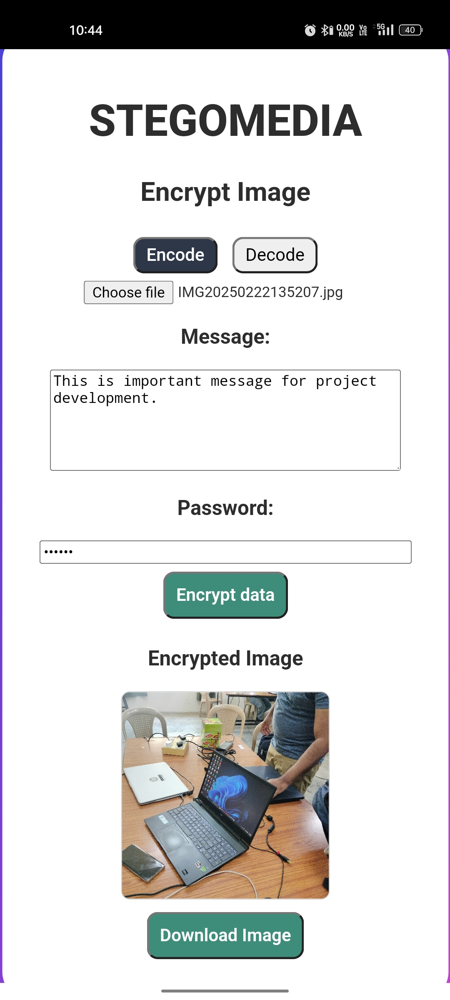 10:44
0.00
KB/S
Vo
LTE
5G
40
STEGOMEDIA
Encrypt Image
Encode
Decode
Choose file IMG20250222135207.jpg
Message:
This is important message for project
development.
Password:
••••••
Encrypt data
Encrypted Image
hp
Download Image